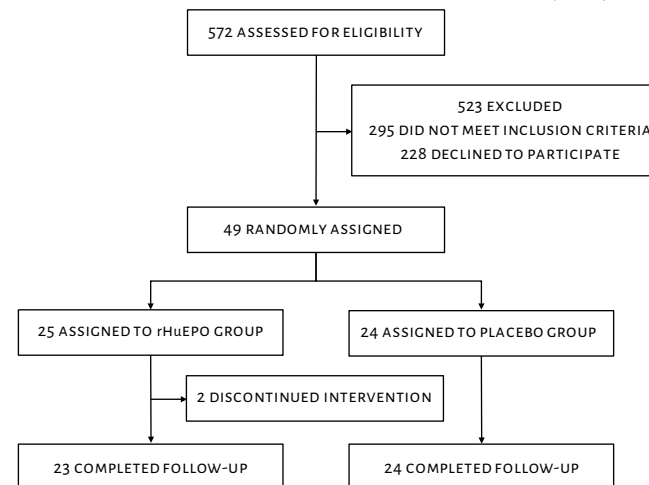 572 ASSESSED FOR ELIGIBILITY
523 EXCLUDED
295 DID NOT MEET INCLUSION CRITERIA
228 DECLINED TO PARTICIPATE
49 RANDOMLY ASSIGNED
25 ASSIGNED TO rHuEPO GROUP
24 ASSIGNED TO PLACEBO GROUP
2 DISCONTINUED INTERVENTION
23 COMPLETED FOLLOW-UP
24 COMPLETED FOLLOW-UP